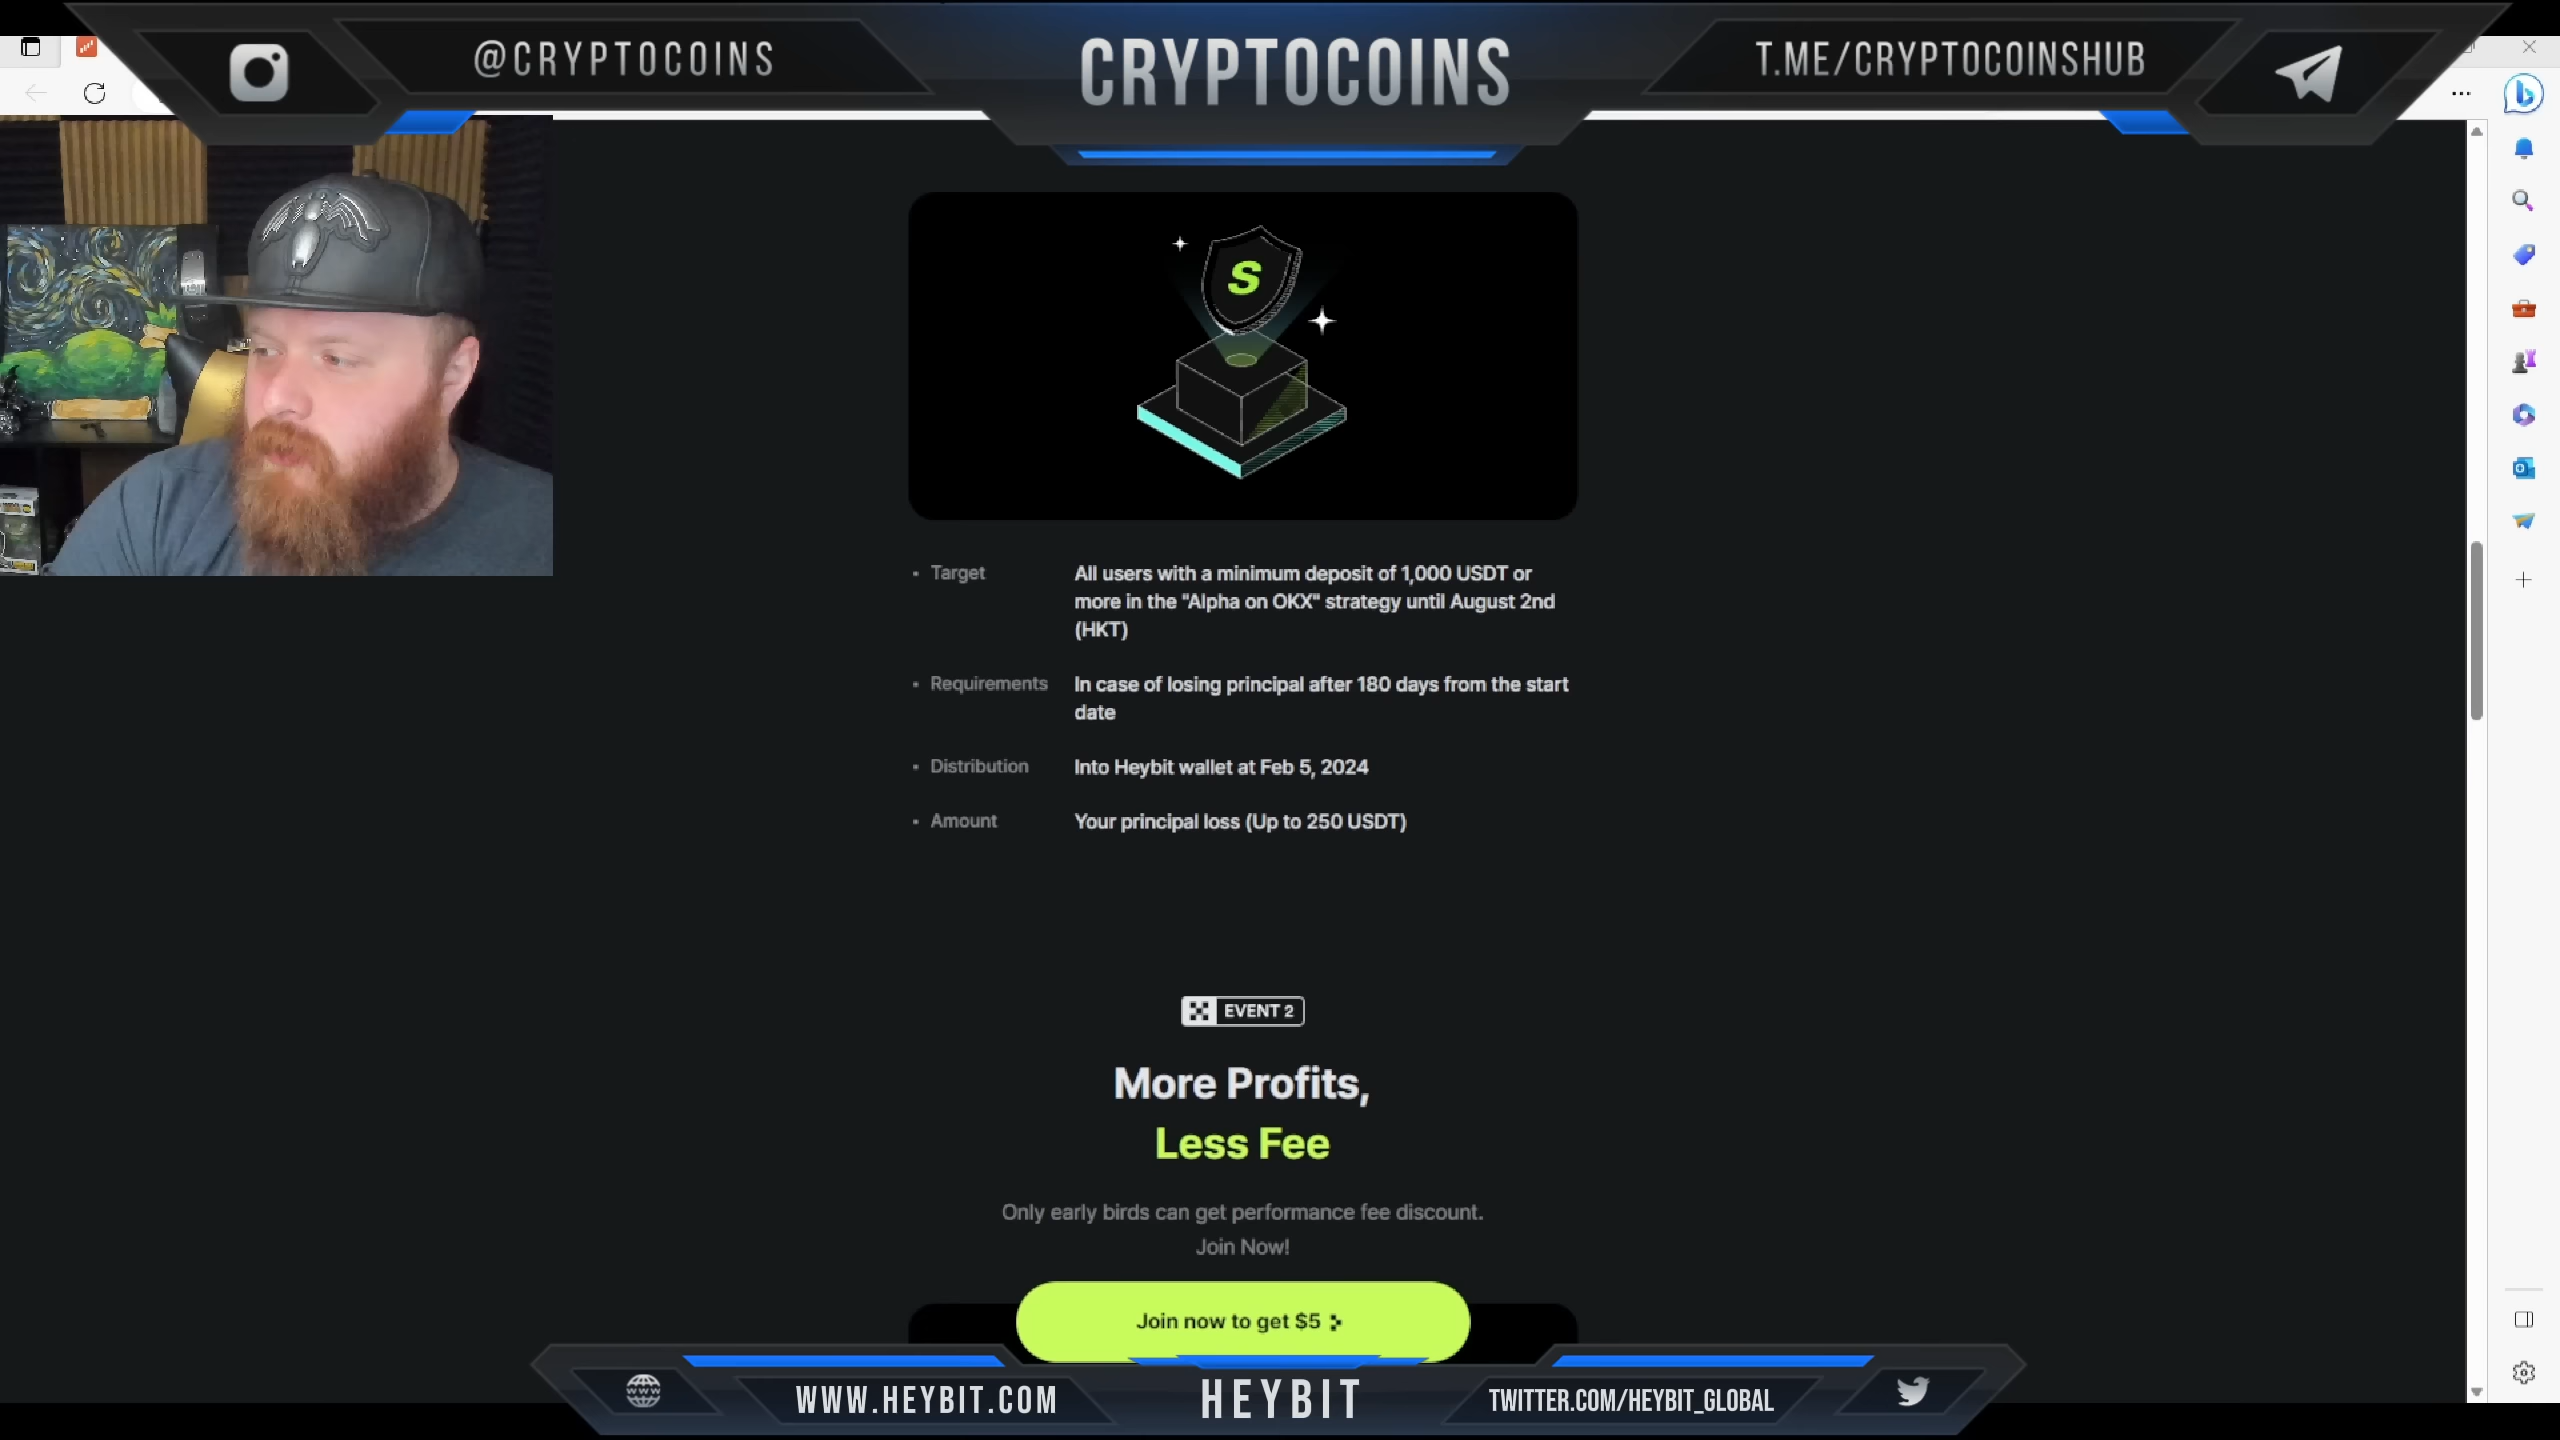 @CRYPTOCOINS
CRYPTOCOINS
T.ME/CRYPTOCOINSHUB
S
Target
All users with a minimum deposit of 1,000 USDT or
more in the "Alpha on OKX" strategy until August 2nd
(HKT)
Requirements
In case of losing principal after 180 days from the start
date
Distribution
Into Heybit wallet at Feb 5, 2024
Amount
Your principal loss (Up to 250 USDT)
EVENT 2
More Profits,
Less Fee
Only early birds can get performance fee discount.
Join Now!
Join now to get $5
WWW
WWW.HEYBIT.COM
HEYBIT
TWITTER.COM/HEYBIT_GLOBAL